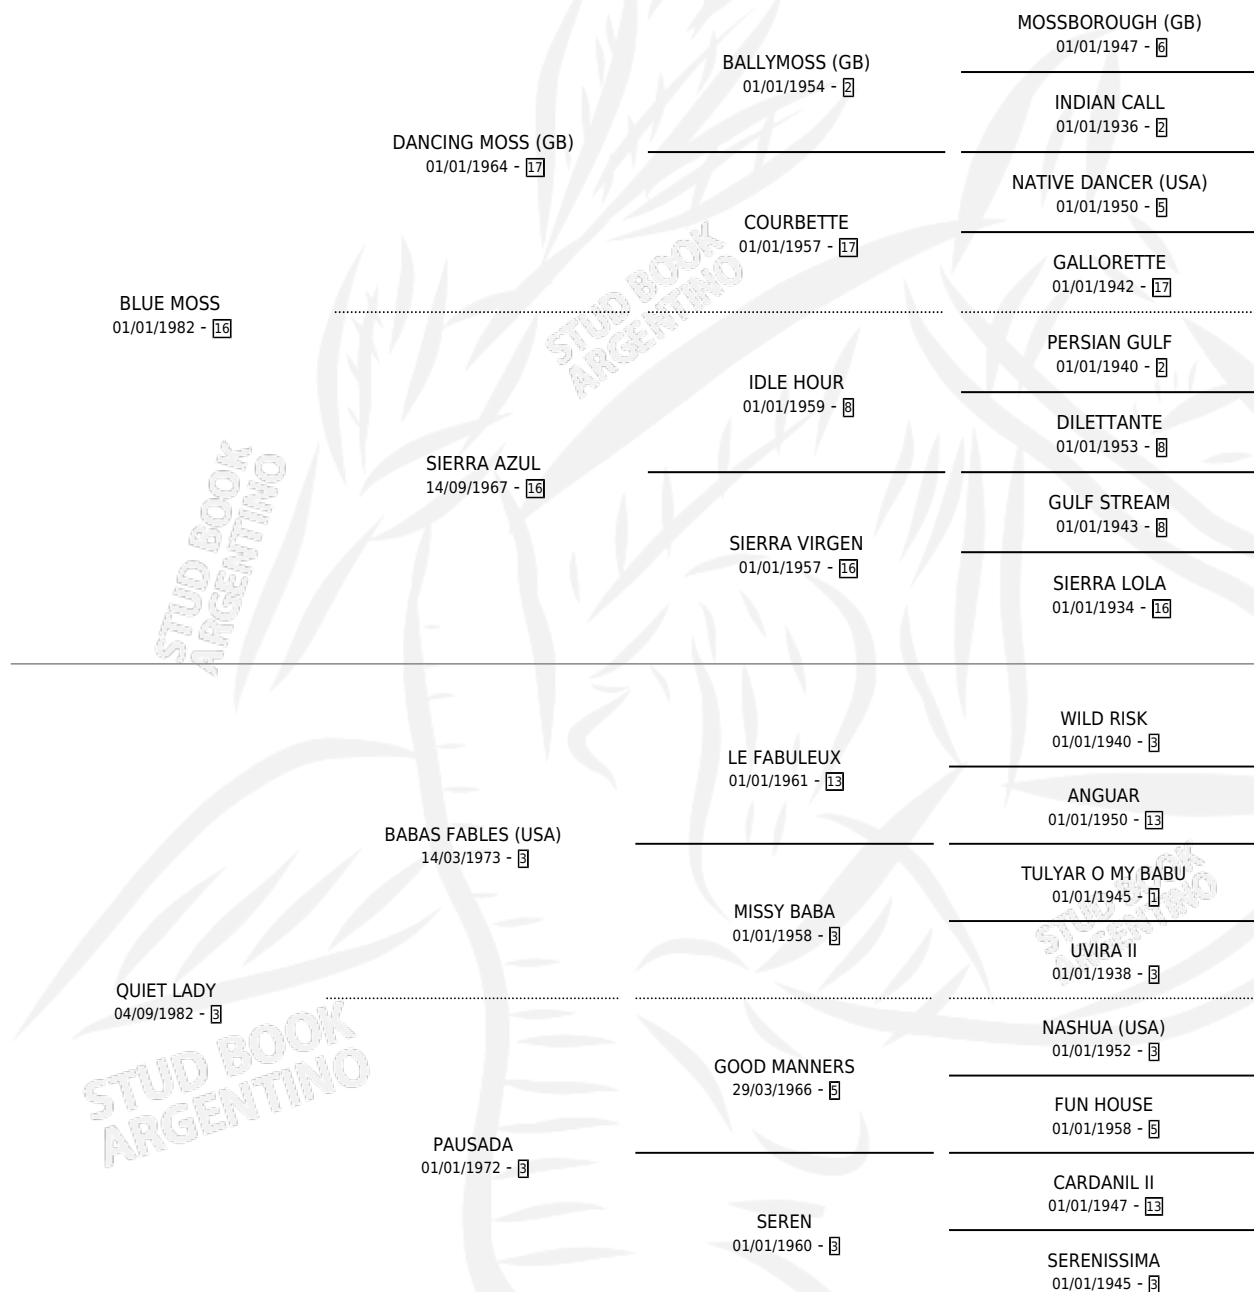 MOSSBOROUGH (GB)
01/01/1947 - 6
BALLYMOSS (GB)
01/01/1954 - 2
INDIAN CALL
01/01/1936 - 2
DANCING MOSS (GB)
01/01/1964 - 17
NATIVE DANCER (USA)
01/01/1950 - 5
COURBETTE
01/01/1957 - 17
GALLORETTE
01/01/1942 - 17
BLUE MOSS
01/01/1982 - 16
PERSIAN GULF
01/01/1940 - 2
IDLE HOUR
01/01/1959 - 8
DILETTANTE
01/01/1953 - 8
SIERRA AZUL
14/09/1967 - 16
GULF STREAM
01/01/1943 - 8
SIERRA VIRGEN
01/01/1957 - 16
SIERRA LOLA
01/01/1934 - 16
WILD RISK
01/01/1940 - 3
LE FABULEUX
01/01/1961 - 13
ANGUAR
01/01/1950 - 13
BABAS FABLES (USA)
14/03/1973 - 3
TULYAR O MY BABU
01/01/1945 - 1
MISSY BABA
01/01/1958 - 3
UVIRA II
01/01/1938 - 3
QUIET LADY
04/09/1982 - 3
NASHUA (USA)
01/01/1952 - 3
GOOD MANNERS
29/03/1966 - 5
FUN HOUSE
01/01/1958 - 5
PAUSADA
01/01/1972 - 3
CARDANIL II
01/01/1947 - 13
SEREN
01/01/1960 - 3
SERENISSIMA
01/01/1945 - 3
STUD BOOK
ARGENTINO
STUD BOOK
ARGENTINO
STUD BOOK
ARGENTINO
STUD BOOK
ARGENTINO